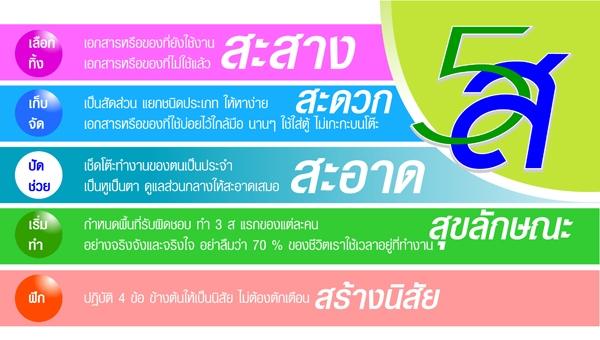 5ส
เลือก
ทิ้ง
เอกสารหรือของที่ยังใช้งาน
เอกสารหรือของที่ไม่ใช้แล้ว
สะสาง
เก็บ
จัด
เป็นสัดส่วน แยกชนิดประเภท ให้หาง่าย
เอกสารหรือของที่ใช้บ่อยไว้ใกล้มือ นานๆ ใช้ใส่ตู้ ไม่เกะกะบนโต๊ะ
สะดวก
ปัด
ช่วย
เช็ดโต๊ะทำงานของตนเป็นประจำ
เป็นหูเป็นตา ดูแลส่วนกลางให้สะอาดเสมอ
สะอาด
เริ่ม
ทำ
กำหนดพื้นที่รับผิดชอบ ทำ 3 ส แรกของแต่ละคน
อย่างจริงจังและจริงใจ อย่าลืมว่า 70 % ของชีวิตเราใช้เวลาอยู่ที่ทำงาน
สุขลักษณะ
ฝึก
ปฏิบัติ 4 ข้อ ข้างต้นให้เป็นนิสัย ไม่ต้องตักเตือน
สร้างนิสัย